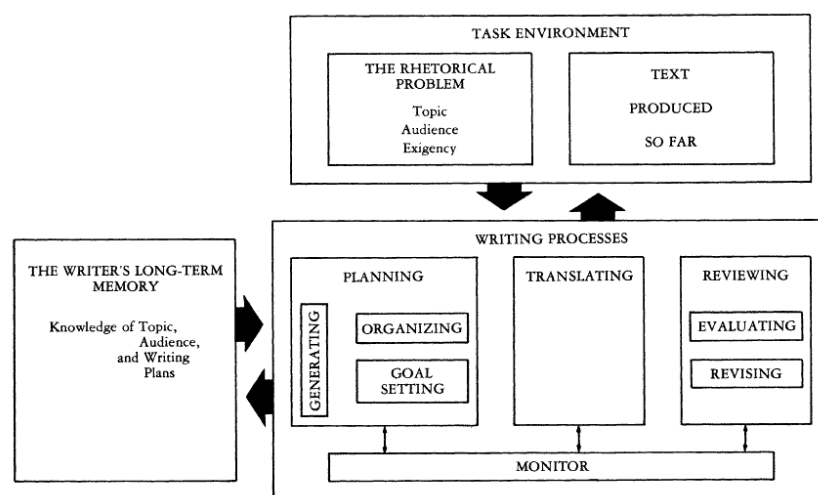 TASK ENVIRONMENT
THE RHETORICAL
PROBLEM
Topic
Audience
Exigency
TEXT
PRODUCED
SO FAR
THE WRITER'S LONG-TERM
MEMORY
Knowledge of Topic,
Audience,
and Writing
Plans
WRITING PROCESSES
PLANNING
GENERATING
ORGANIZING
GOAL
SETTING
TRANSLATING
REVIEWING
EVALUATING
REVISING
MONITOR